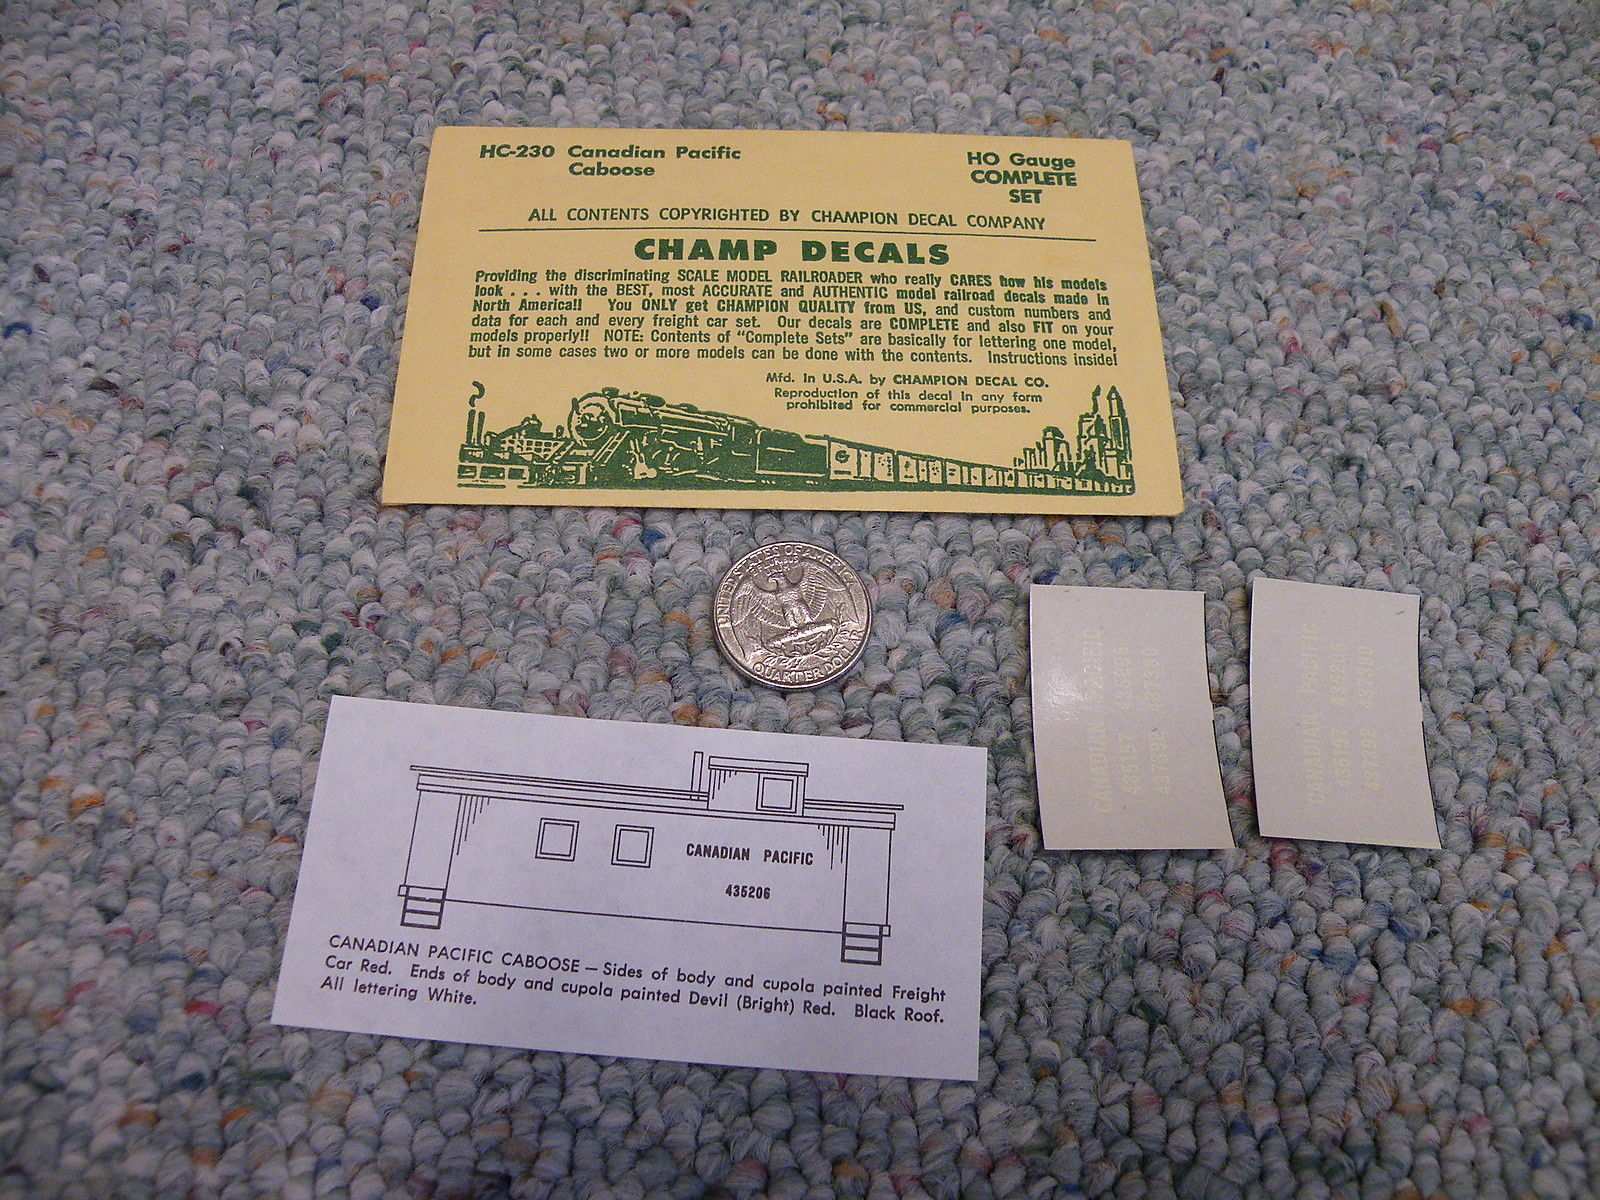 HC-230 Canadian Pacific
Caboose
HO Gauge
COMPLETE
SET
ALL CONTENTS COPYRIGHTED BY CHAMPION DECAL COMPANY
CHAMP DECALS
Providing the discriminating SCALE MODEL RAILROADER who really CARES how his models
look . . . with the BEST, most ACCURATE and AUTHENTIC model railroad decals made in
North America!! You ONLY get CHAMPION QUALITY from US, and custom numbers and
data for each and every freight car set. Our decals are COMPLETE and also FIT on your
models properly!! NOTE: Contents of "Complete Sets" are basically for lettering one model,
but in some cases two or more models can be done with the contents. Instructions inside!
Mfd. in U.S.A. by CHAMPION DECAL CO.
Reproduction of this decal in any form
prohibited for commercial purposes.
UNITED STATES OF AMERICA
QUARTER DOLLAR
CANADIAN PACIFIC
435206
CANADIAN PACIFIC CABOOSE — Sides of body and cupola painted Freight
Car Red. Ends of body and cupola painted Devil (Bright) Red. Black Roof.
All lettering White.
CANADIAN PACIFIC
435206
437292
CANADIAN PACIFIC
435206
437292